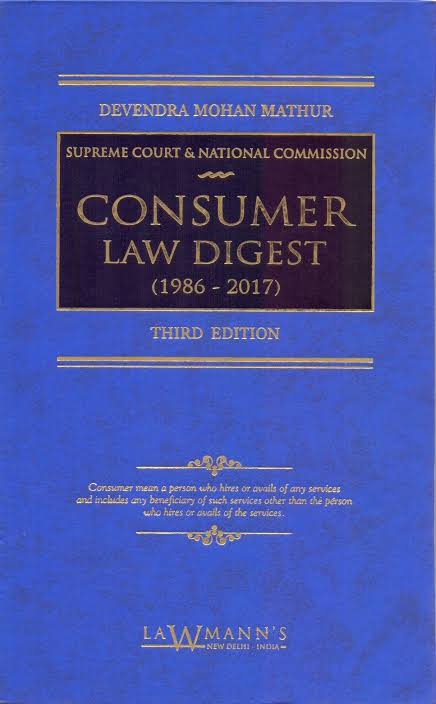 DEVENDRA MOHAN MATHUR
SUPREME COURT & NATIONAL COMMISSION
CONSUMER
LAW DIGEST
(1986 - 2017)
THIRD EDITION
Consumer mean a person who hires or avails of any services
and includes any beneficiary of such services other than the person
who hires or avails of the services.
LAWMANN'S
NEW DELHI - INDIA